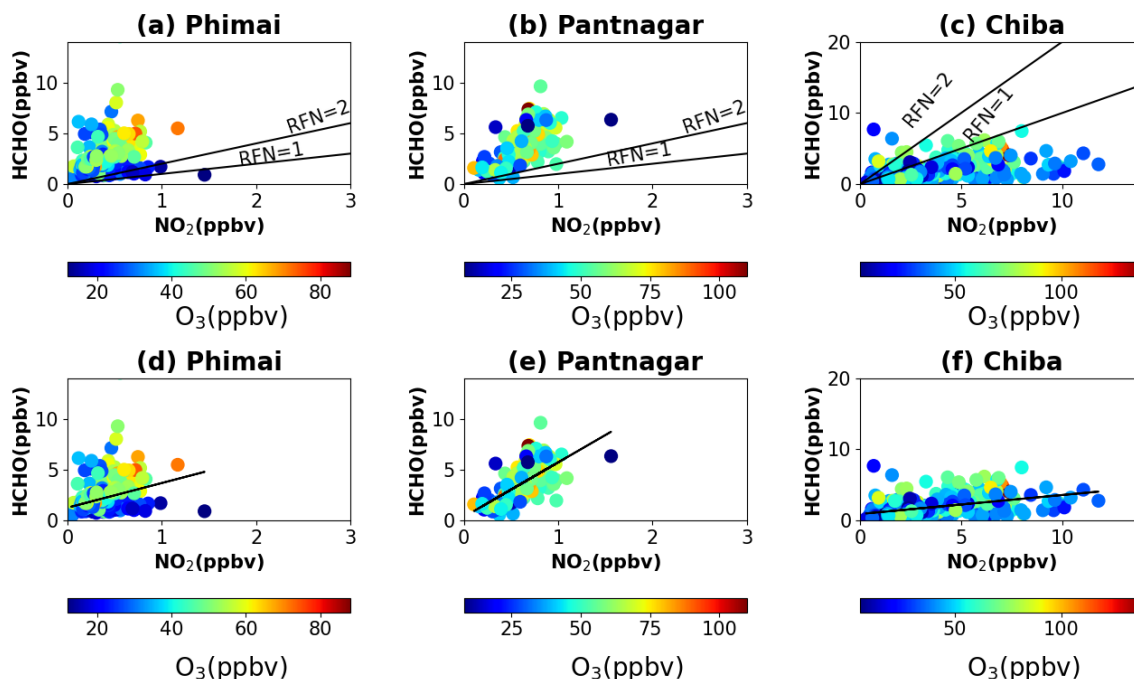 (a) Phimai
HCHO(ppbv)
10
5
0
RFN=2
RFN=1
0 1 2 3
NO₂(ppbv)
20 40 60 80
O₃(ppbv)
(b) Pantnagar
HCHO(ppbv)
10
5
0
RFN=2
RFN=1
0 1 2 3
NO₂(ppbv)
25 50 75 100
O₃(ppbv)
(c) Chiba
HCHO(ppbv)
20
10
0
RFN=2
RFN=1
0 5 10
NO₂(ppbv)
50 100
O₃(ppbv)
(d) Phimai
HCHO(ppbv)
10
5
0
0 1 2 3
NO₂(ppbv)
20 40 60 80
O₃(ppbv)
(e) Pantnagar
HCHO(ppbv)
10
5
0
0 1 2 3
NO₂(ppbv)
25 50 75 100
O₃(ppbv)
(f) Chiba
HCHO(ppbv)
20
10
0
0 5 10
NO₂(ppbv)
50 100
O₃(ppbv)